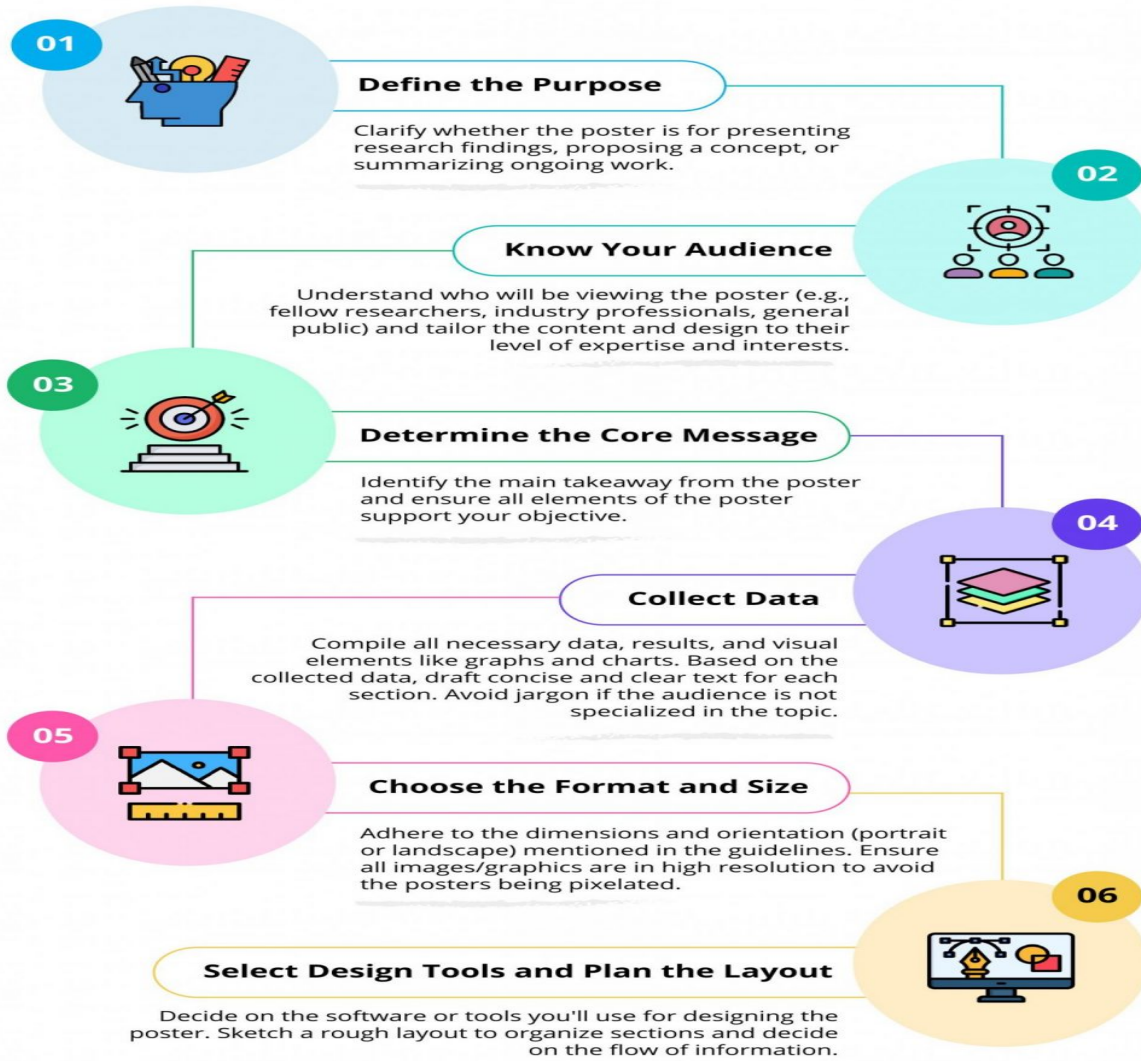 01
Define the Purpose
Clarify whether the poster is for presenting
research findings, proposing a concept, or
summarizing ongoing work.
02
Know Your Audience
Understand who will be viewing the poster (e.g.,
fellow researchers, industry professionals, general
public) and tailor the content and design to their
level of expertise and interests.
03
Determine the Core Message
Identify the main takeaway from the poster
and ensure all elements of the poster
support your objective.
04
Collect Data
Compile all necessary data, results, and visual
elements like graphs and charts. Based on the
collected data, draft concise and clear text for each
section. Avoid jargon if the audience is not
specialized in the topic.
05
Choose the Format and Size
Adhere to the dimensions and orientation (portrait
or landscape) mentioned in the guidelines. Ensure
all images/graphics are in high resolution to avoid
the posters being pixelated.
06
Select Design Tools and Plan the Layout
Decide on the software or tools you'll use for designing the
poster. Sketch a rough layout to organize sections and decide
on the flow of information.